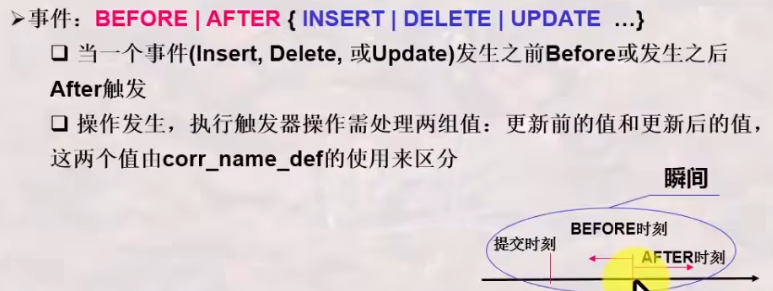 ➢事件：BEFORE | AFTER { INSERT | DELETE | UPDATE …}
❑ 当一个事件(Insert, Delete, 或Update)发生之前Before或发生之后
After触发
❑ 操作发生，执行触发器操作需处理两组值：更新前的值和更新后的值，
这两个值由corr_name_def的使用来区分
瞬间
BEFORE时刻
提交时刻
AFTER时刻